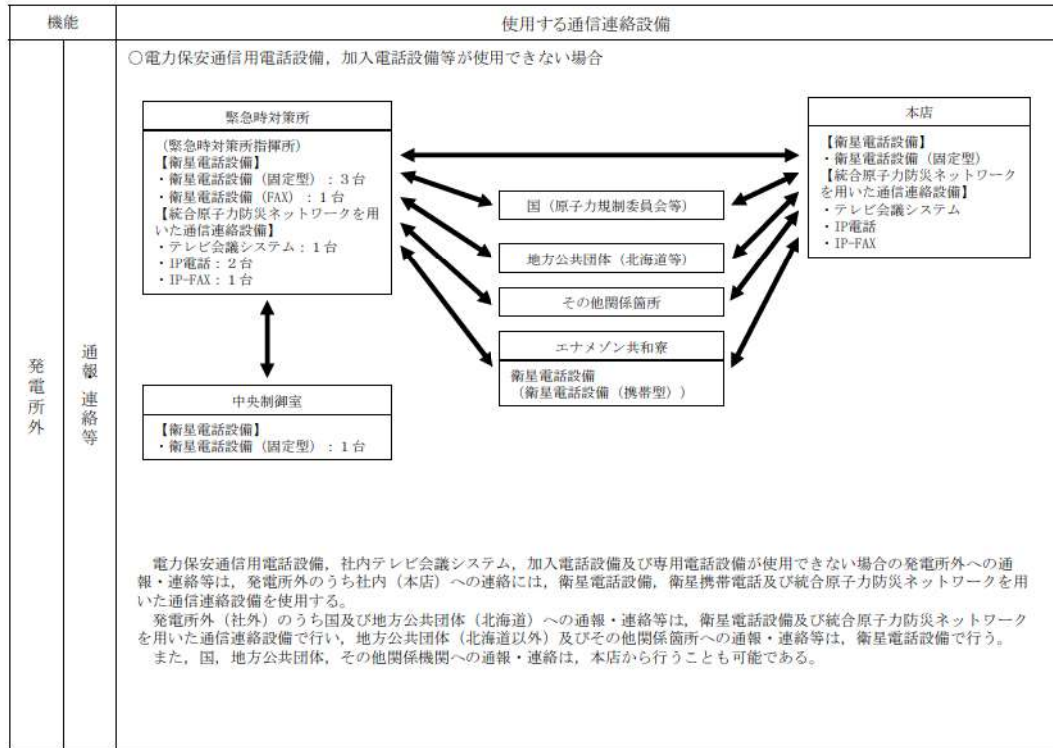 機能
使用する通信連絡設備
発電所外
通報・連絡等
○電力保安通信用電話設備，加入電話設備等が使用できない場合
緊急時対策所
（緊急時対策所指揮所）
【衛星電話設備】
・衛星電話設備（固定型）：３台
・衛星電話設備（FAX）：１台
【統合原子力防災ネットワークを用
いた通信連絡設備】
・テレビ会議システム：１台
・IP電話：２台
・IP-FAX：１台
中央制御室
【衛星電話設備】
・衛星電話設備（固定型）：１台
国（原子力規制委員会等）
地方公共団体（北海道等）
その他関係箇所
エナメゾン共和寮
衛星電話設備
（衛星電話設備（携帯型））
本店
【衛星電話設備】
・衛星電話設備（固定型）
【統合原子力防災ネットワーク
を用いた通信連絡設備】
・テレビ会議システム
・IP電話
・IP-FAX
電力保安通信用電話設備，社内テレビ会議システム，加入電話設備及び専用電話設備が使用できない場合の発電所外への通
報・連絡等は，発電所外のうち社内（本店）への連絡には，衛星電話設備，衛星携帯電話及び統合原子力防災ネットワークを用
いた通信連絡設備を使用する。
発電所外（社外）のうち国及び地方公共団体（北海道）への通報・連絡等は，衛星電話設備及び統合原子力防災ネットワーク
を用いた通信連絡設備で行い，地方公共団体（北海道以外）及びその他関係箇所への通報・連絡等は，衛星電話設備で行う。
また，国，地方公共団体，その他関係機関への通報・連絡は，本店から行うことも可能である。